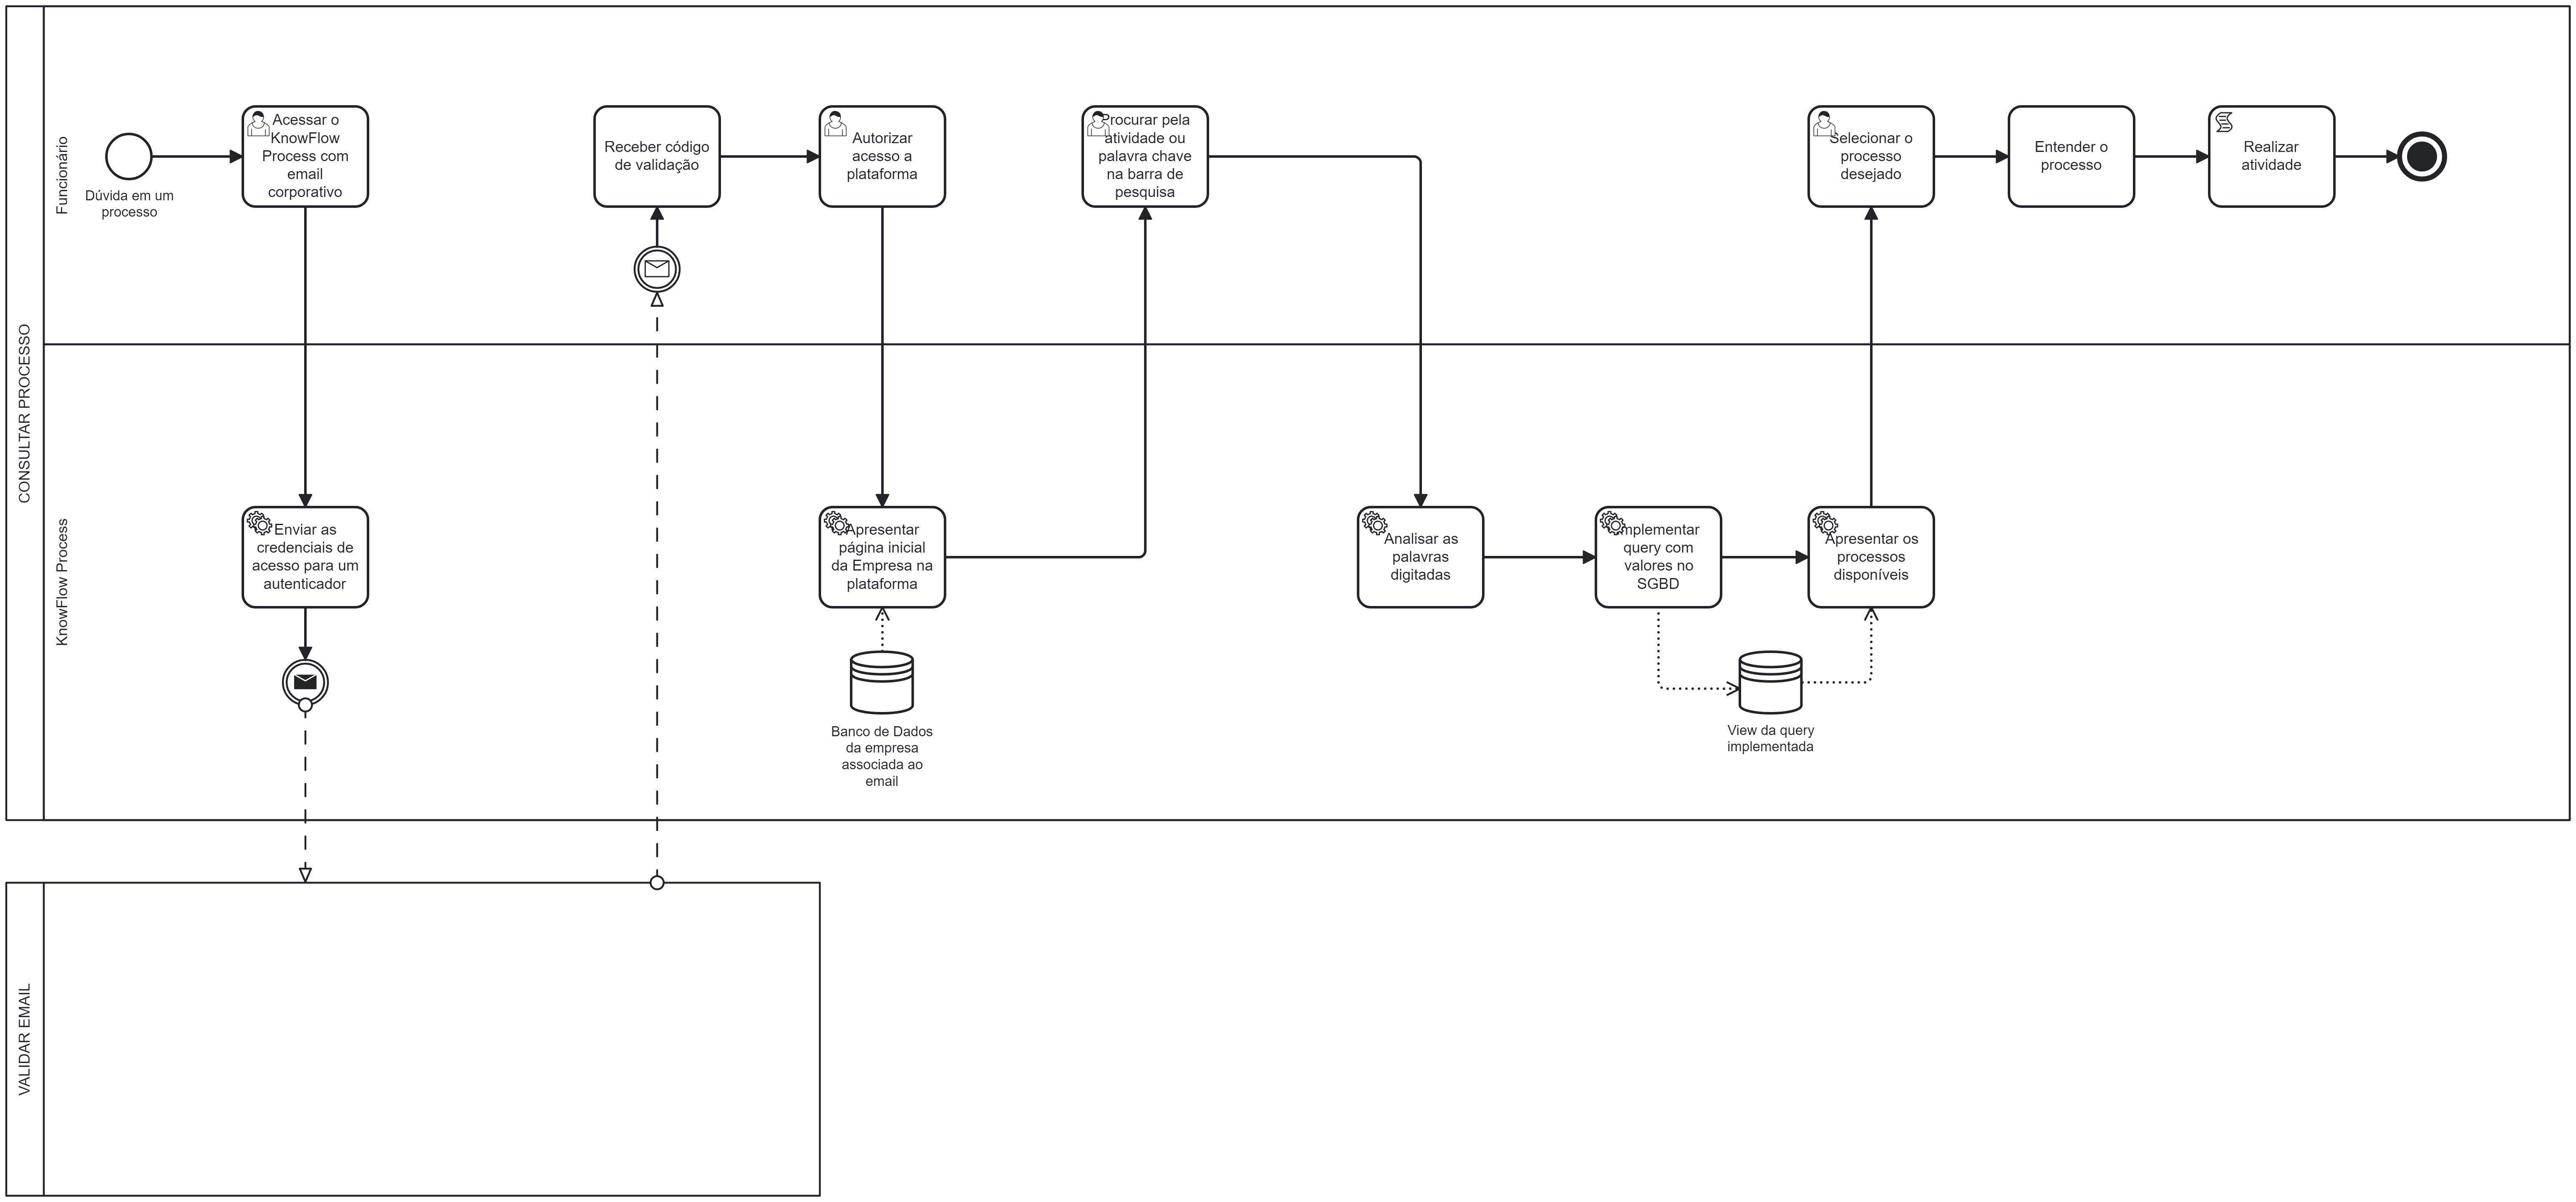 CONSULTAR PROCESSO
Funcionário
Dúvida em um
processo
Acessar o
KnowFlow
Process com
email
corporativo
Receber código
de validação
Autorizar
acesso a
plataforma
Procurar pela
atividade ou
palavra chave
na barra de
pesquisa
Selecionar o
processo
desejado
Entender o
processo
Realizar
atividade
KnowFlow Process
Enviar as
credenciais de
acesso para um
autenticador
Apresentar
página inicial
da Empresa na
plataforma
Banco de Dados
da empresa
associada ao
email
Analisar as
palavras
digitadas
Implementar
query com
valores no
SGBD
Apresentar os
processos
disponíveis
View da query
implementada
VALIDAR EMAIL